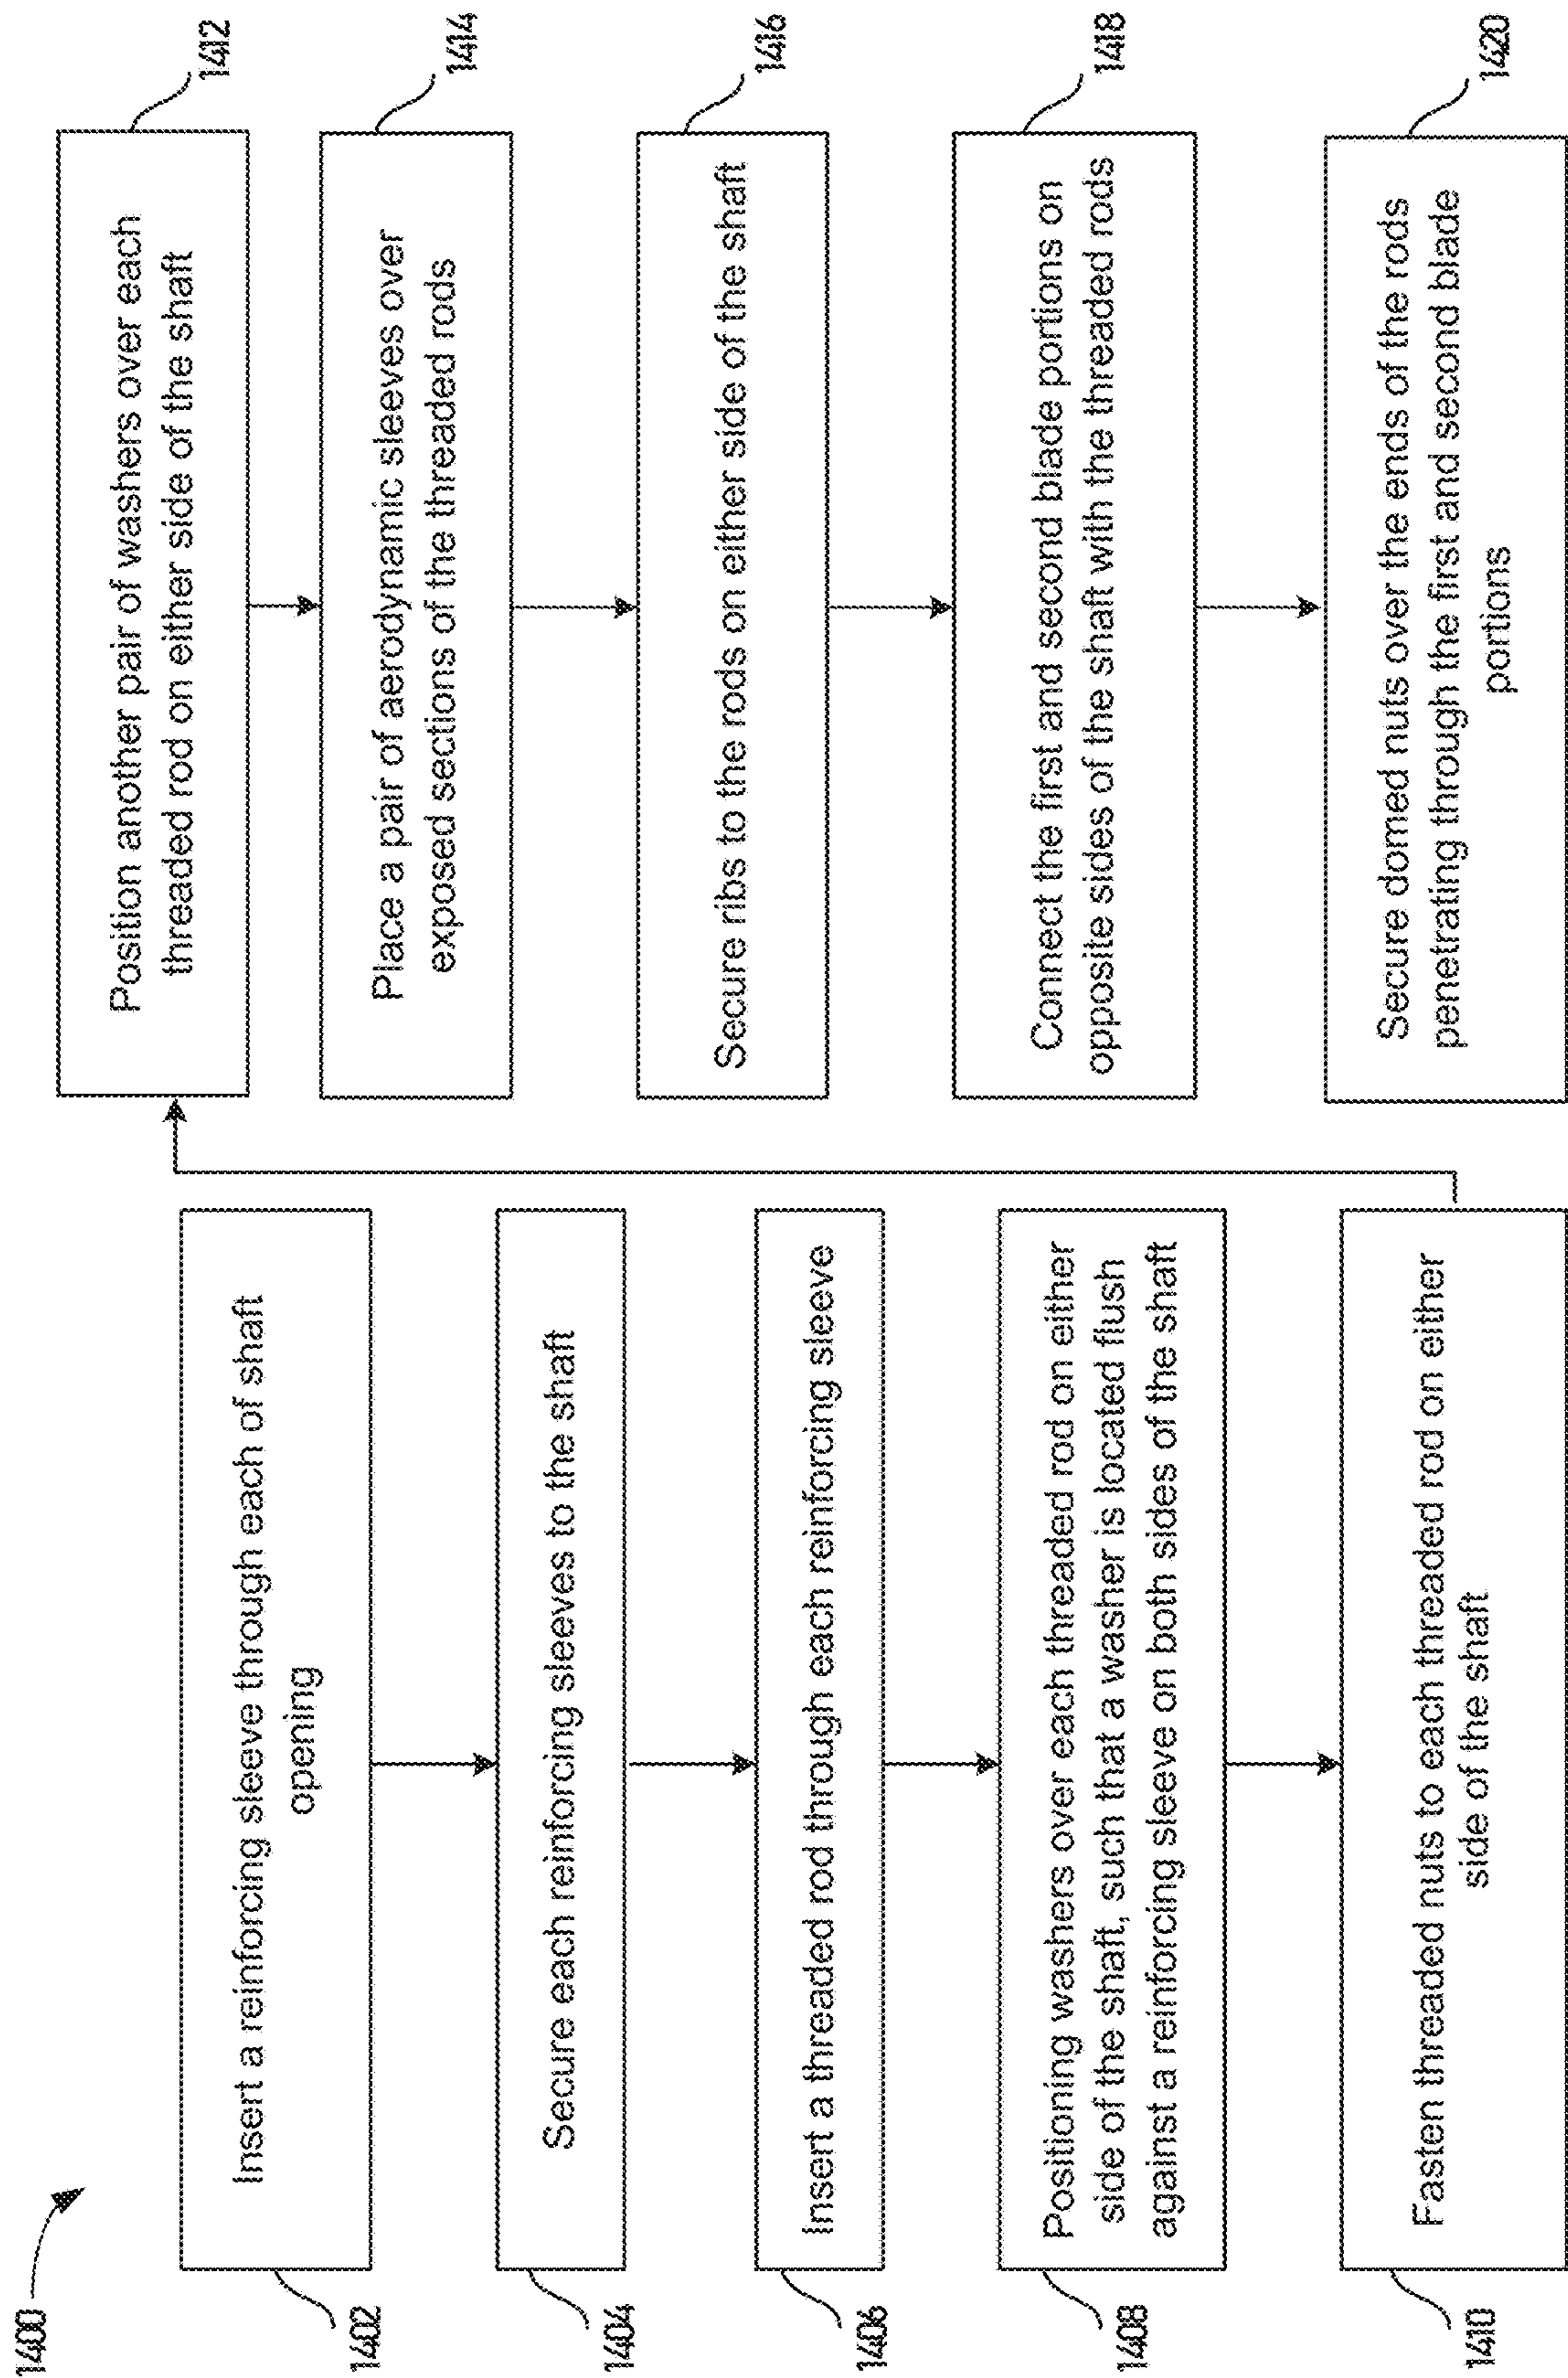 1400
1402
Insert a reinforcing sleeve through each of shaft
opening
1404
Secure each reinforcing sleeves to the shaft
1406
Insert a threaded rod through each reinforcing sleeve
1408
Positioning washers over each threaded rod on either
side of the shaft, such that a washer is located flush
against a reinforcing sleeve on both sides of the shaft
1410
Fasten threaded nuts to each threaded rod on either
side of the shaft
1412
Position another pair of washers over each
threaded rod on either side of the shaft
1414
Place a pair of aerodynamic sleeves over
exposed sections of the threaded rods
1416
Secure ribs to the rods on either side of the shaft
1418
Connect the first and second blade portions on
opposite sides of the shaft with the threaded rods
1420
Secure domed nuts over the ends of the rods
penetrating through the first and second blade
portions